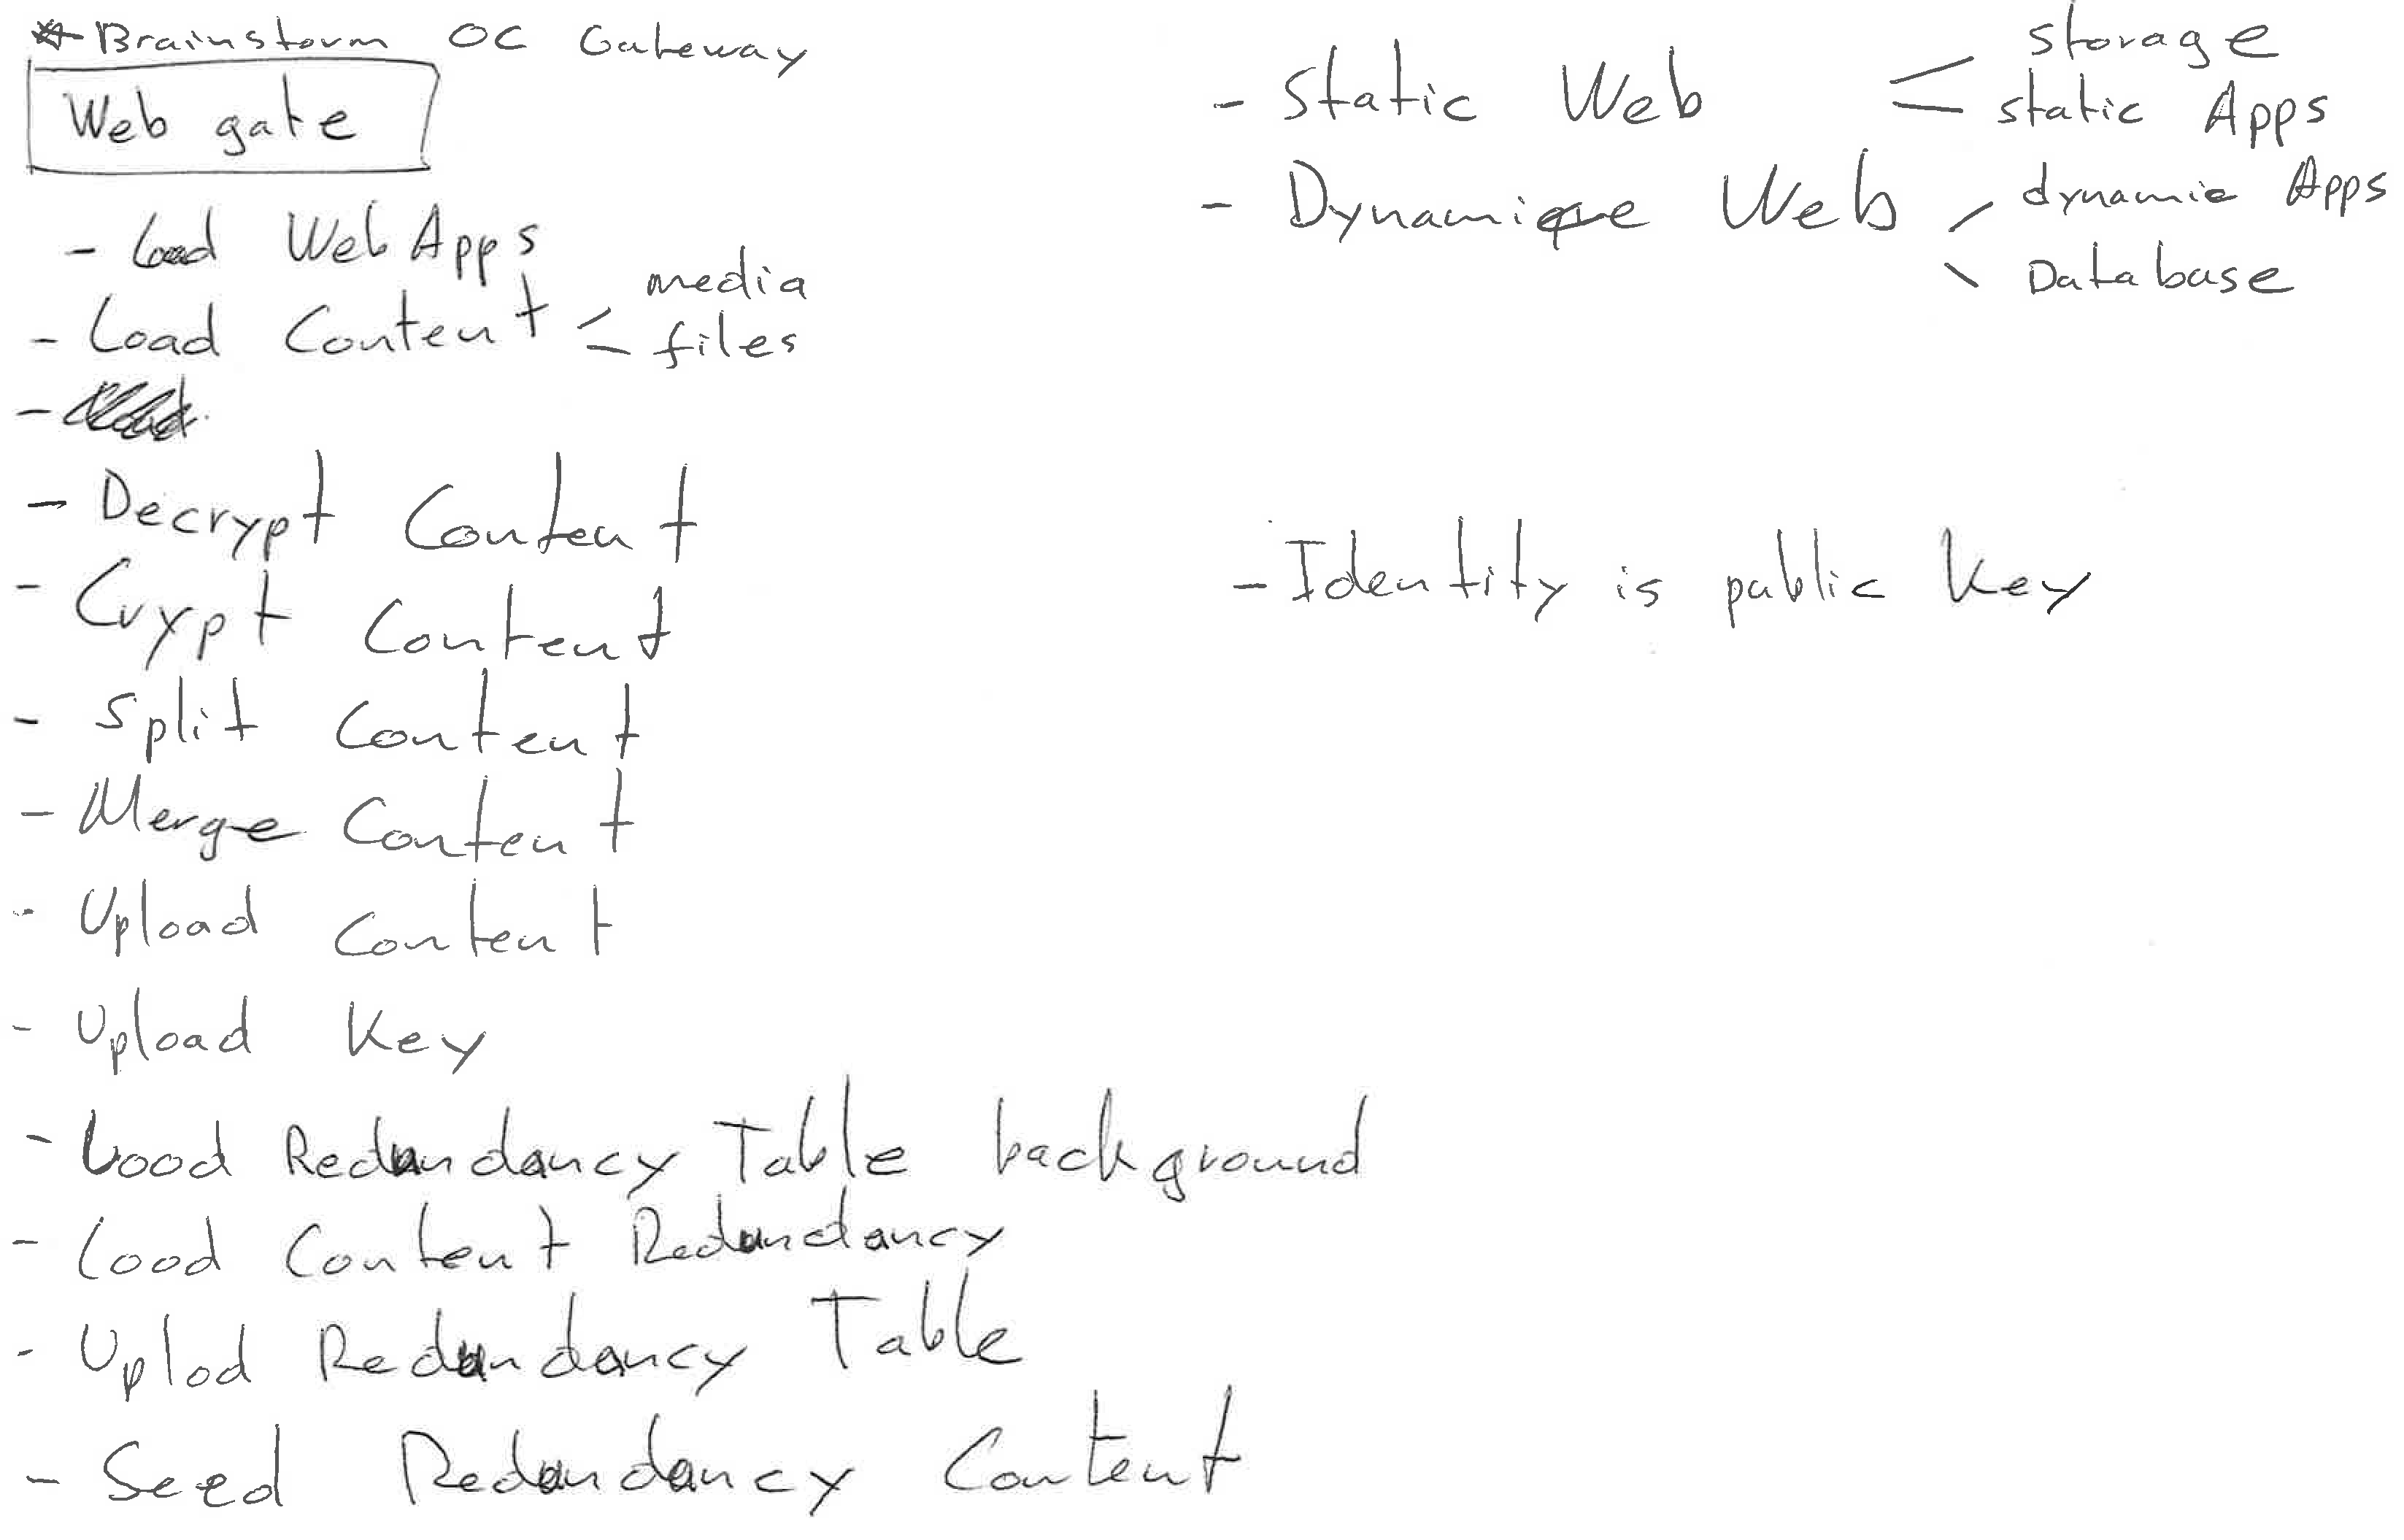 * Brainstorm OC Gateway
Web gate
- Load Web Apps
- Load Content < media
files
-
- Decrypt Content
- Crypt Content
- Split Content
- Merge Content
- Upload Content
- Upload Key
- Load Redundancy Table background
- Load Content Redundancy
- Uplod Redundancy Table
- Seed Redundancy Content
- Static Web < storage
static Apps
- Dynamique Web < dynamic Apps
Database
- Identity is public Key